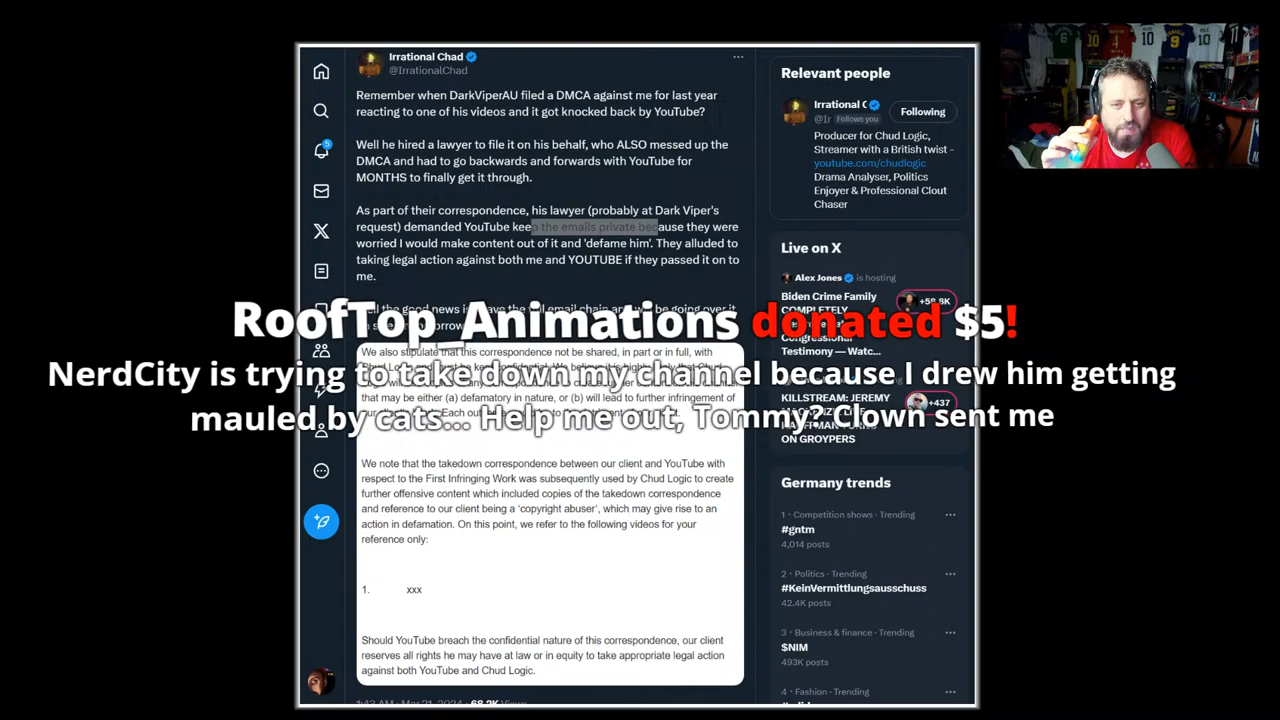 Irrational Chad
@IrrationalChad
Remember when DarkViperAU filed a DMCA against me for last year
reacting to one of his videos and it got knocked back by YouTube?
Well he hired a lawyer to file it on his behalf, who ALSO messed up the
DMCA and had to go backwards and forwards with YouTube for
MONTHS to finally get it through.
As part of their correspondence, his lawyer (probably at Dark Viper's
request) demanded YouTube keep the emails private because they were
worried I would make content out of it and 'defame him'. They alluded to
taking legal action against both me and YOUTUBE if they passed it on to
me.
RoofTop_Animations donated $5!
NerdCity is trying to take down my channel because I drew him getting
mauled by cats... Help me out, Tommy? Clown sent me
We also stipulate that this correspondence not be shared, in part or in full, with
We note that the takedown correspondence between our client and YouTube with
respect to the First Infringing Work was subsequently used by Chud Logic to create
further offensive content which included copies of the takedown correspondence
and reference to our client being a 'copyright abuser', which may give rise to an
action in defamation. On this point, we refer to the following videos for your
reference only:
1. xxx
Should YouTube breach the confidential nature of this correspondence, our client
reserves all rights he may have at law or in equity to take appropriate legal action
against both YouTube and Chud Logic.
1:43 AM · Mar 21, 2024 · 68.2K Views
Relevant people
Irrational C
@Ir Follows you
Following
Producer for Chud Logic,
Streamer with a British twist -
youtube.com/chudlogic
Drama Analyser, Politics
Enjoyer & Professional Clout
Chaser
Live on X
Alex Jones is hosting
Biden Crime Family
COMPLETELY
Testimony — Watc...
+58.8K
KILLSTREAM: JEREMY
ON GROYPERS
+437
Germany trends
1 · Competition shows · Trending
#gntm
4,014 posts
2 · Politics · Trending
#KeinVermittlungsausschuss
42.4K posts
3 · Business & finance · Trending
$NIM
493K posts
4 · Fashion · Trending